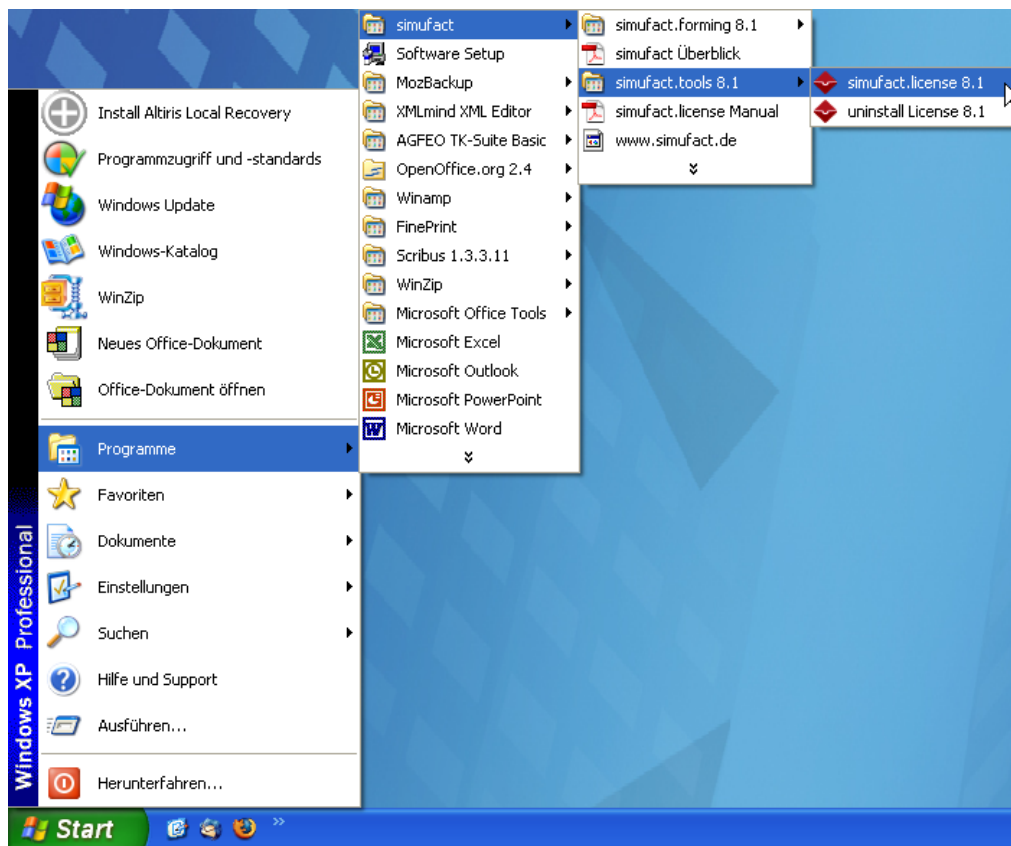 Install Altiris Local Recovery
Programmzugriff und -standards
Windows Update
Windows-Katalog
WinZip
Neues Office-Dokument
Office-Dokument öffnen
Programme
Favoriten
Dokumente
Einstellungen
Suchen
Hilfe und Support
Ausführen...
Herunterfahren...
Windows XP Professional
Start
simufact
Software Setup
MozBackup
XMLmind XML Editor
AGFEO TK-Suite Basic
OpenOffice.org 2.4
Winamp
FinePrint
Scribus 1.3.3.11
WinZip
Microsoft Office Tools
Microsoft Excel
Microsoft Outlook
Microsoft PowerPoint
Microsoft Word
simufact.forming 8.1
simufact Überblick
simufact.tools 8.1
simufact.license Manual
www.simufact.de
simufact.license 8.1
uninstall License 8.1